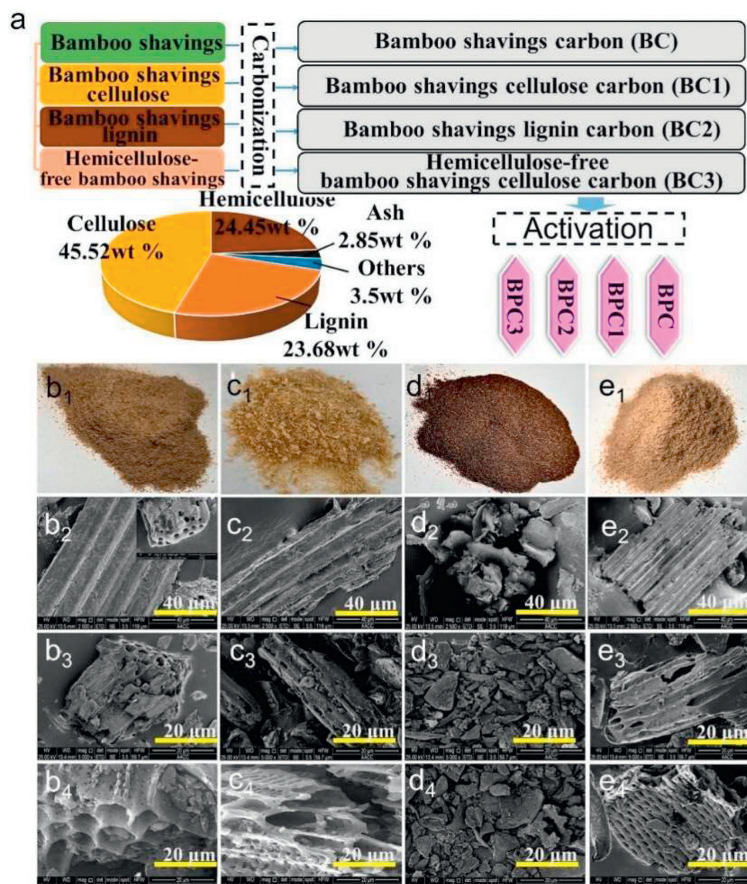 a
Bamboo shavings
Bamboo shavings
cellulose
Bamboo shavings
lignin
Hemicellulose-
free bamboo shavings
Carbonization
Bamboo shavings carbon (BC)
Bamboo shavings cellulose carbon (BC1)
Bamboo shavings lignin carbon (BC2)
Hemicellulose-free
bamboo shavings cellulose carbon (BC3)
Activation
BPC3
BPC2
BPC1
BPC
Cellulose
45.52wt %
Hemicellulose
24.45wt %
Ash
2.85wt %
Others
3.5wt %
Lignin
23.68wt %
b1
c1
d1
e1
b2
40 μm
c2
40 μm
d2
40 μm
e2
40 μm
b3
20 μm
c3
20 μm
d3
20 μm
e3
20 μm
b4
20 μm
c4
20 μm
d4
20 μm
e4
20 μm